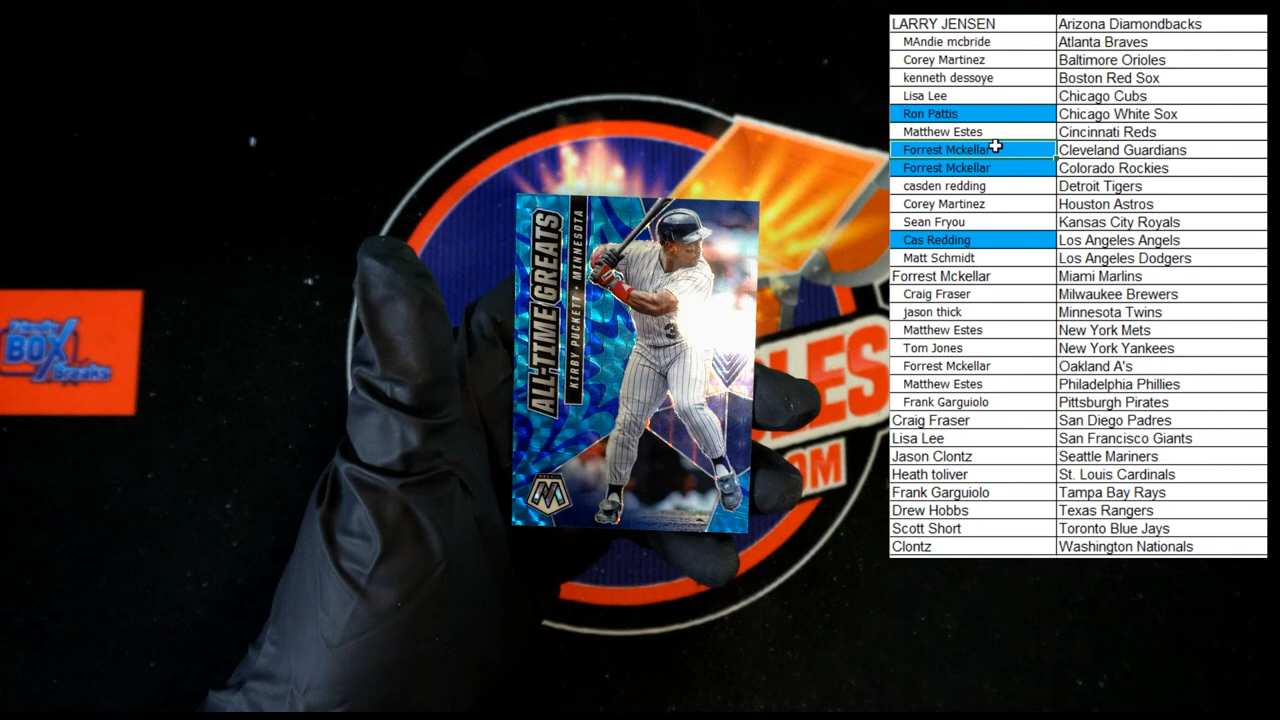 LARRY JENSEN Arizona Diamondbacks
MAndie mcbride Atlanta Braves
Corey Martinez Baltimore Orioles
kenneth dessoye Boston Red Sox
Lisa Lee Chicago Cubs
Ron Pattis Chicago White Sox
Matthew Estes Cincinnati Reds
Forrest Mckellar Cleveland Guardians
Forrest Mckellar Colorado Rockies
casden redding Detroit Tigers
Corey Martinez Houston Astros
Sean Fryou Kansas City Royals
Cas Redding Los Angeles Angels
Matt Schmidt Los Angeles Dodgers
Forrest Mckellar Miami Marlins
Craig Fraser Milwaukee Brewers
jason thick Minnesota Twins
Matthew Estes New York Mets
Tom Jones New York Yankees
Forrest Mckellar Oakland A's
Matthew Estes Philadelphia Phillies
Frank Garguiolo Pittsburgh Pirates
Craig Fraser San Diego Padres
Lisa Lee San Francisco Giants
Jason Clontz Seattle Mariners
Heath toliver St. Louis Cardinals
Frank Garguiolo Tampa Bay Rays
Drew Hobbs Texas Rangers
Scott Short Toronto Blue Jays
Clontz Washington Nationals
ALL-TIME GREATS
KIRBY PUCKETT • MINNESOTA
MOSAIC
BOX
Breaks